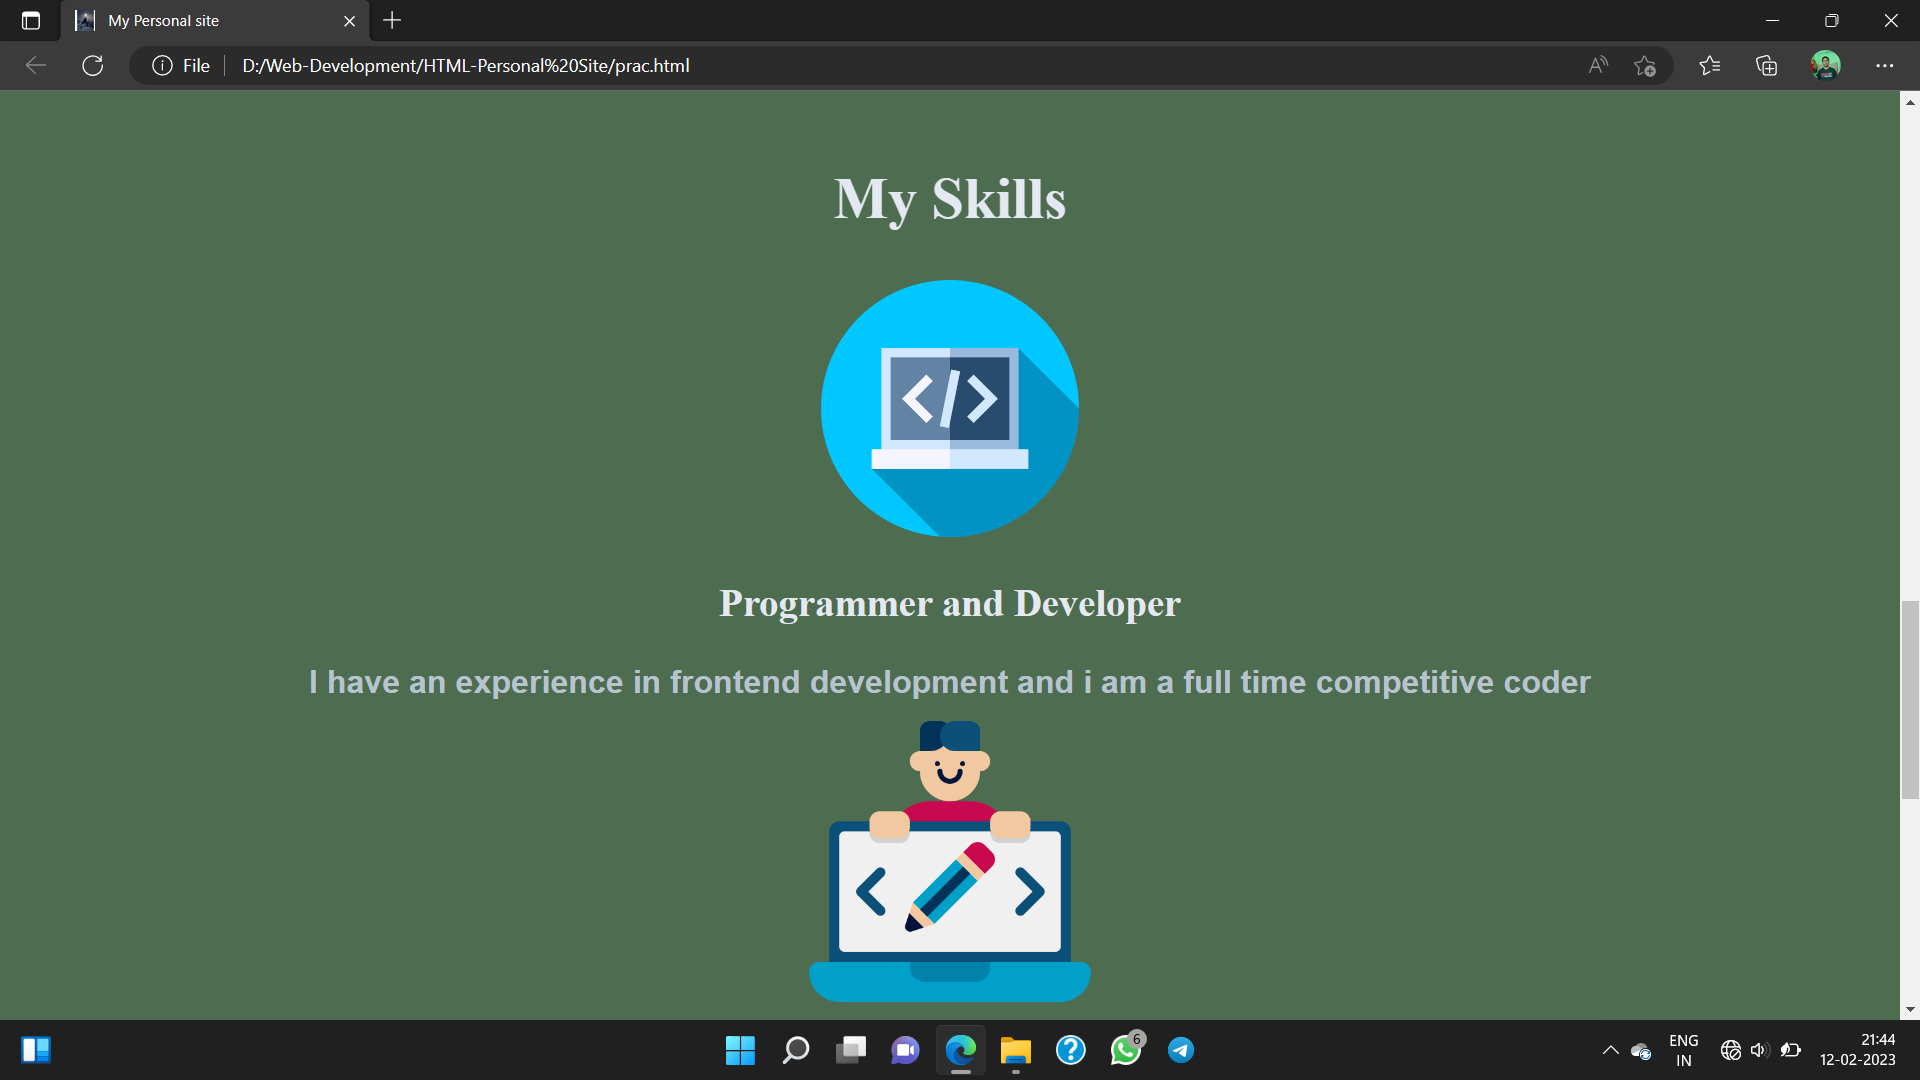 My Personal site
File
D:/Web-Development/HTML-Personal%20Site/prac.html
My Skills
</>
Programmer and Developer
I have an experience in frontend development and i am a full time competitive coder
< >
6
ENG
IN
21:44
12-02-2023